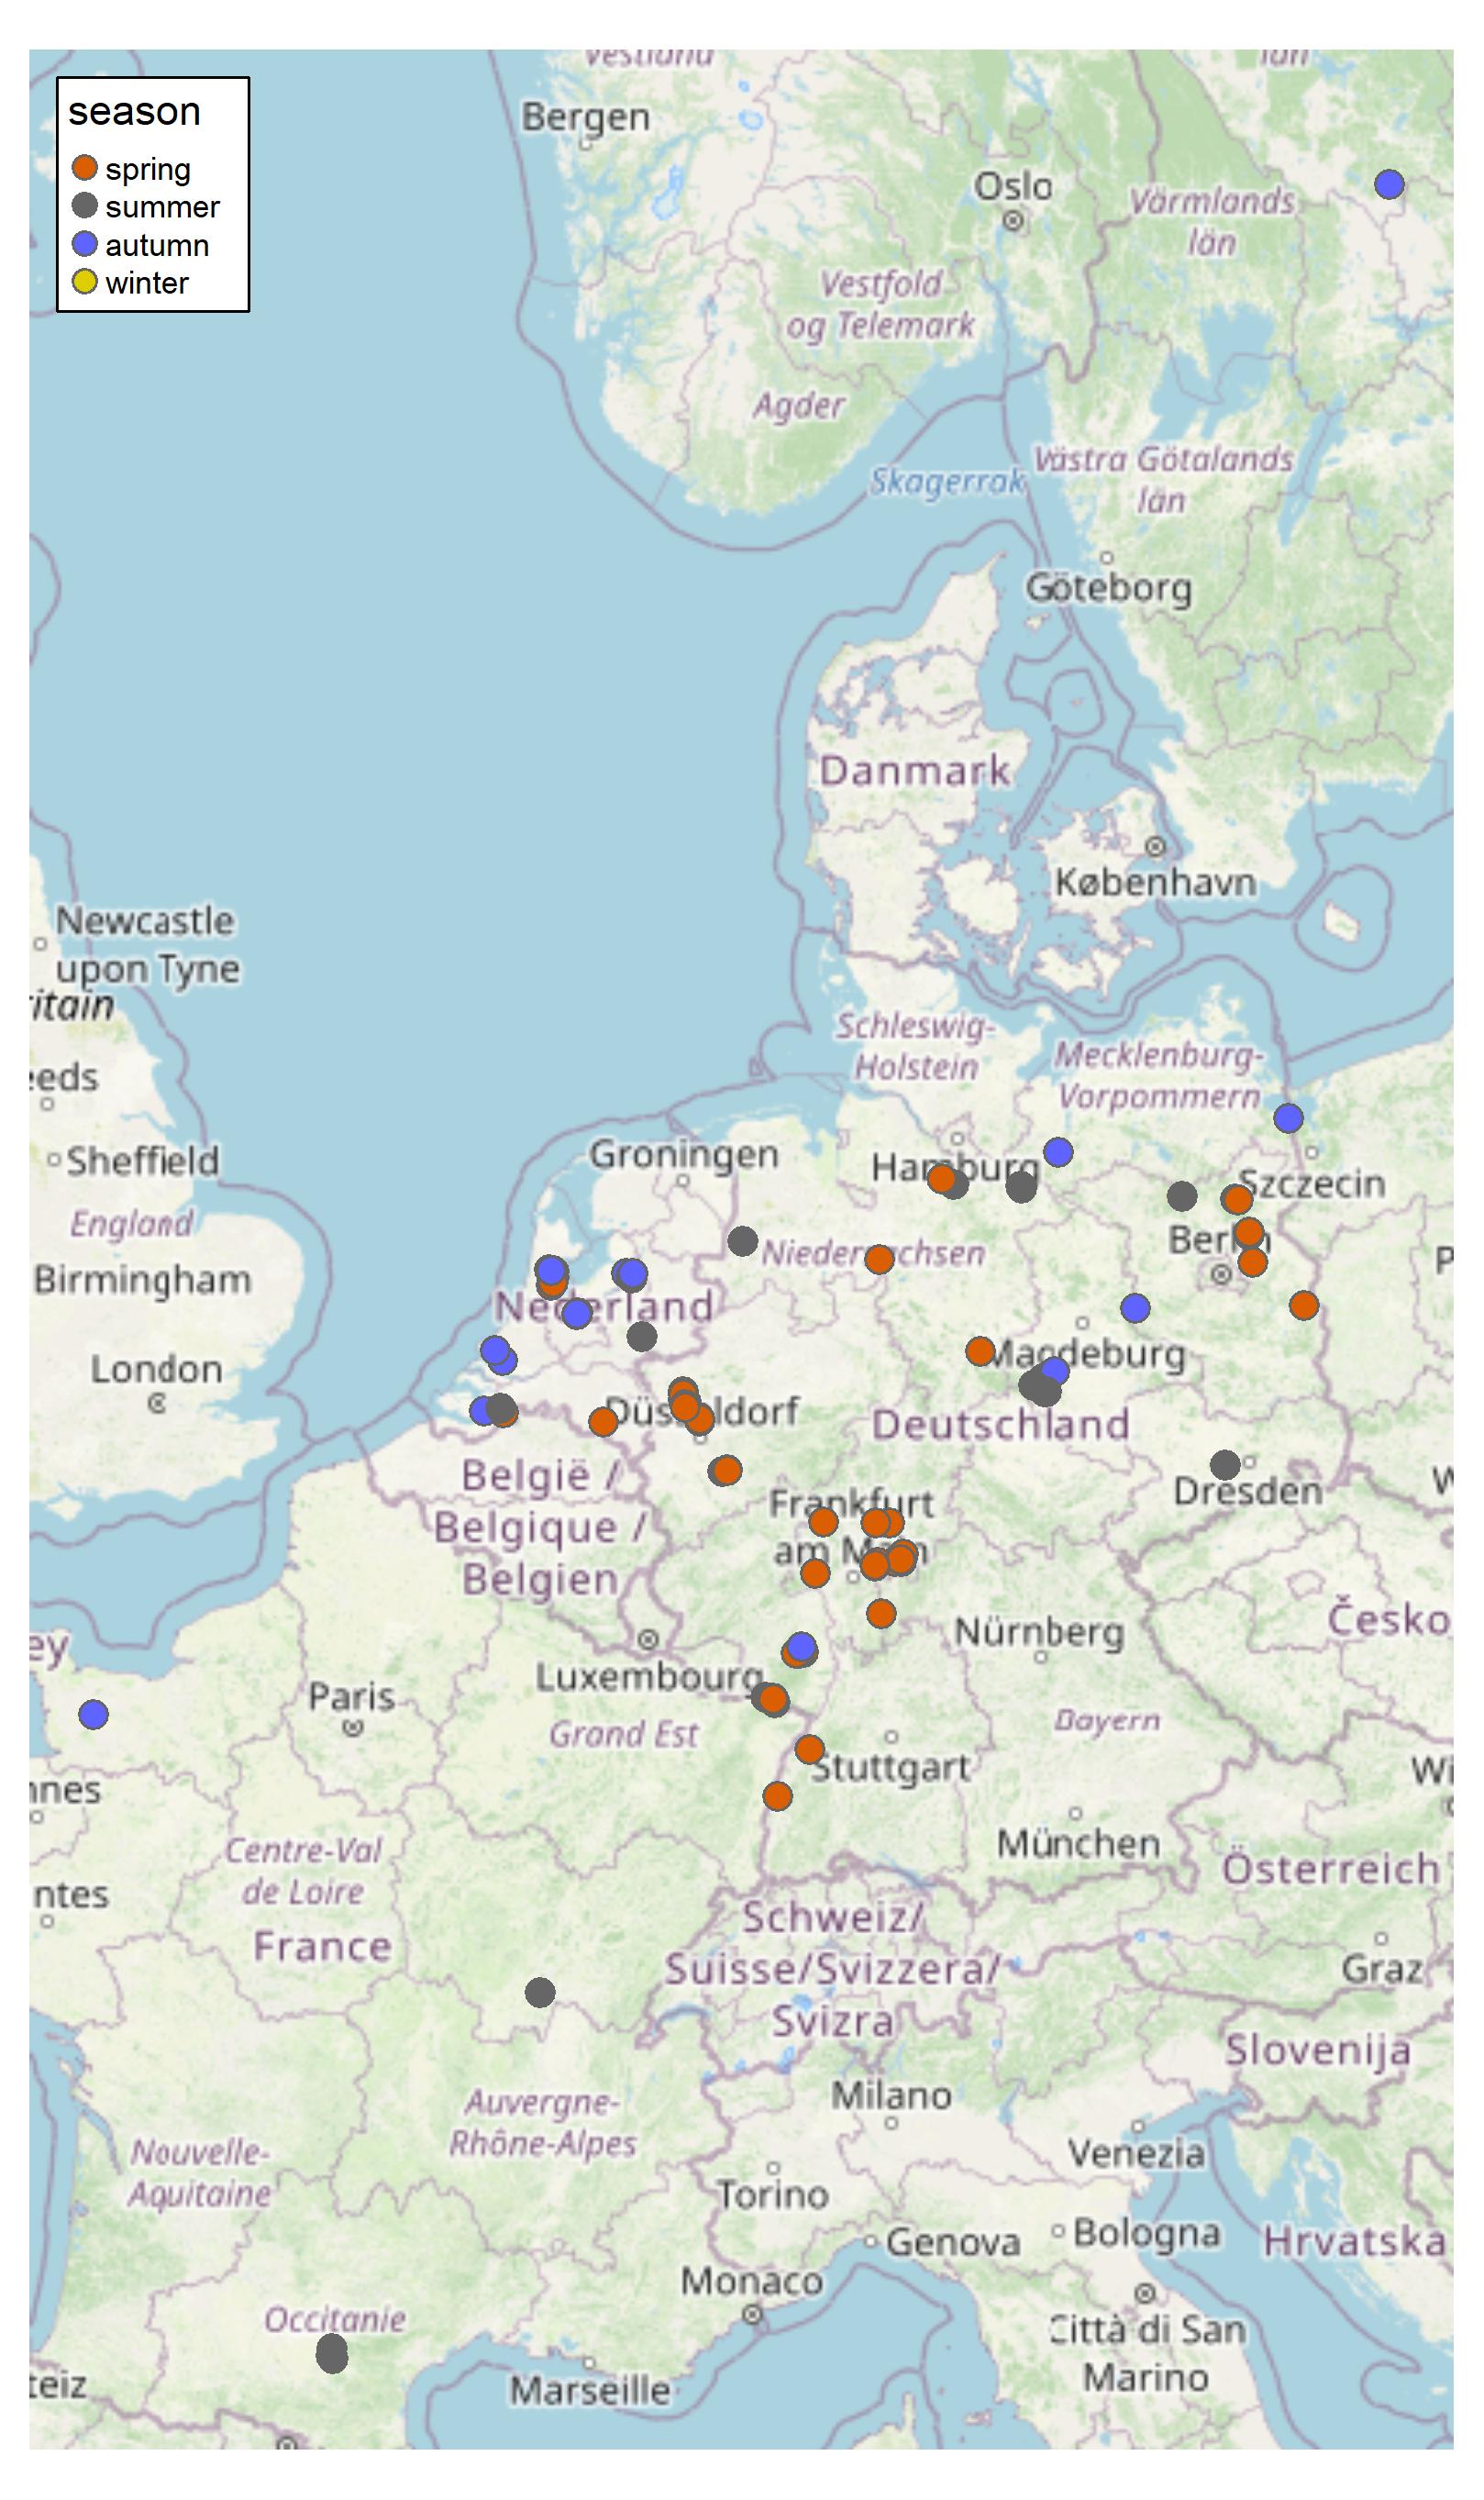 Vestland
län
season
spring
summer
autumn
winter
Bergen
Oslo
Värmlands
län
Vestfold
og Telemark
Agder
Skagerrak
Västra Götalands
län
Göteborg
Danmark
København
Newcastle
upon Tyne
ritain
Schleswig-
Holstein
Mecklenburg-
Vorpommern
eeds
Sheffield
Groningen
Hamburg
Szczecin
England
Birmingham
Niedersachsen
Berlin
P
Nederland
London
Magdeburg
Düsseldorf
Deutschland
België /
Belgique /
Belgien
Dresden
W
Frankfurt
am Main
Česko
Nürnberg
ey
Luxembourg
Paris
Grand Est
Bayern
Stuttgart
Wi
nnes
München
Centre-Val
de Loire
Österreich
ntes
France
Schweiz/
Suisse/Svizzera/
Svizra
Graz
Slovenija
Milano
Auvergne-
Rhône-Alpes
Venezia
Nouvelle-
Aquitaine
Torino
Genova
Bologna
Hrvatska
Monaco
Occitanie
Città di San
Marino
teiz
Marseille